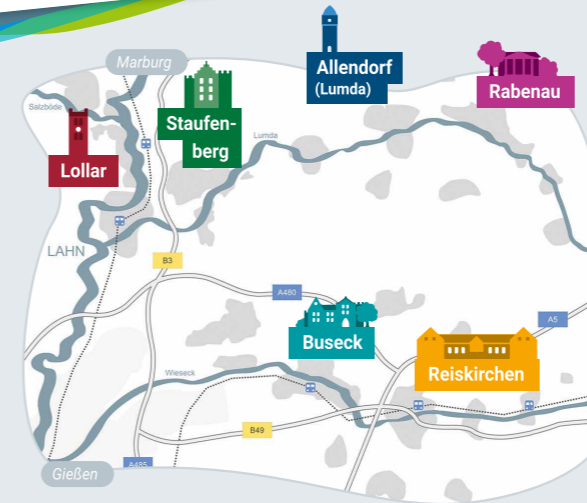 Marburg
Allendorf
(Lumda)
Rabenau
Salzböde
Staufen-
berg
Lumda
Lollar
LAHN
B3
A480
A5
Buseck
Reiskirchen
Wieseck
B49
A485
Gießen